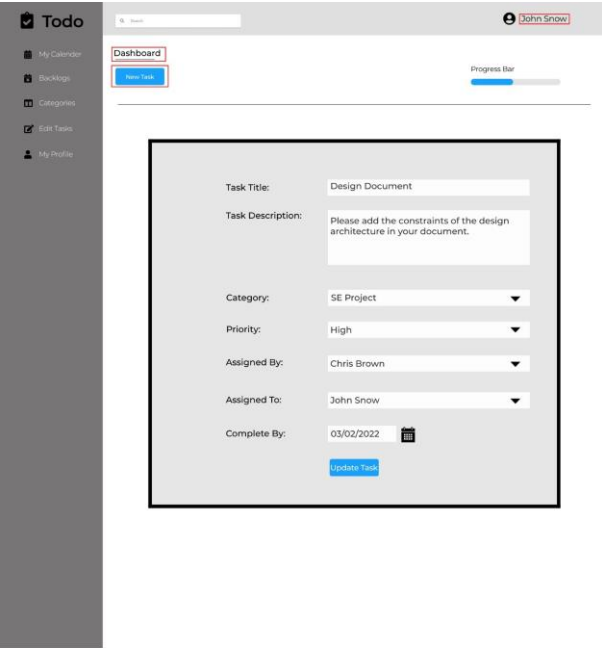 Todo
Search
John Snow
My Calender
Backlogs
Categories
Edit Tasks
My Profile
Dashboard
New Task
Progress Bar
Task Title: Design Document
Task Description: Please add the constraints of the design
architecture in your document.
Category: SE Project
Priority: High
Assigned By: Chris Brown
Assigned To: John Snow
Complete By: 03/02/2022
Update Task